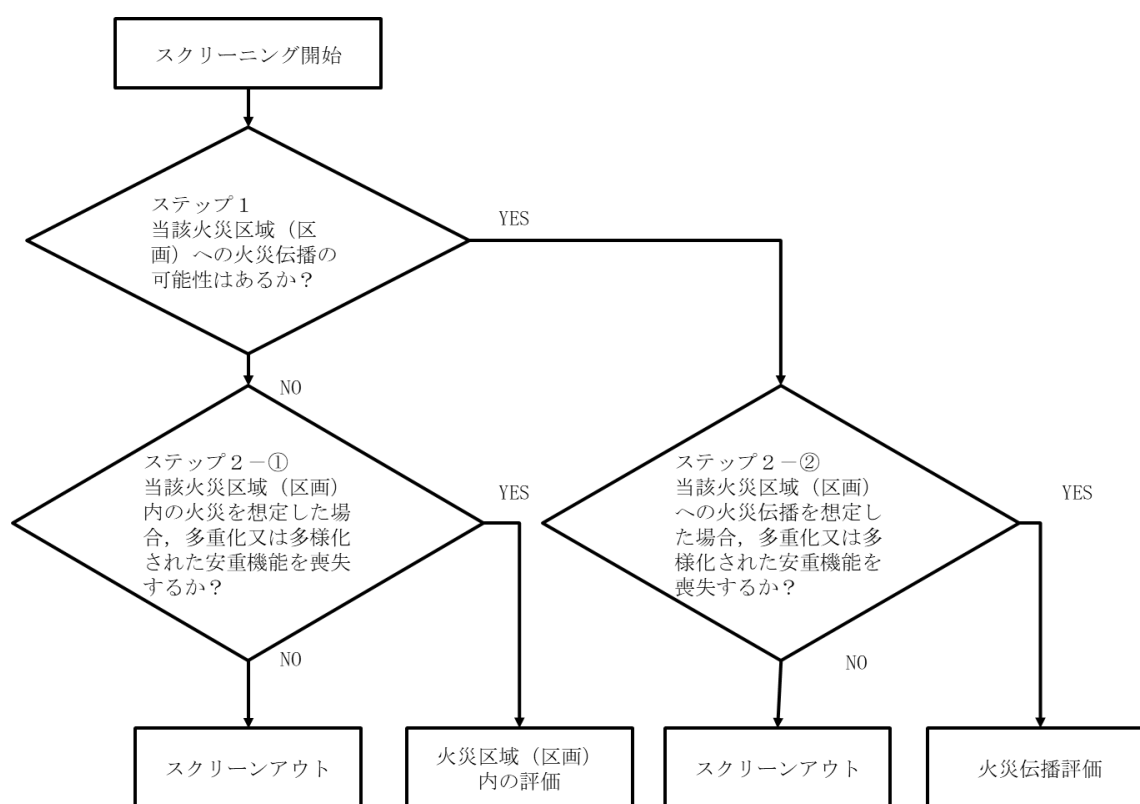 スクリーニング開始
ステップ１
当該火災区域（区
画）への火災伝播の
可能性はあるか？
YES
NO
ステップ２－①
当該火災区域（区画）
内の火災を想定した場
合，多重化又は多様化
された安重機能を喪失
するか？
YES
NO
ステップ２－②
当該火災区域（区画）
への火災伝播を想定し
た場合，多重化又は多
様化された安重機能を
喪失するか？
YES
NO
スクリーンアウト
火災区域（区画）
内の評価
スクリーンアウト
火災伝播評価